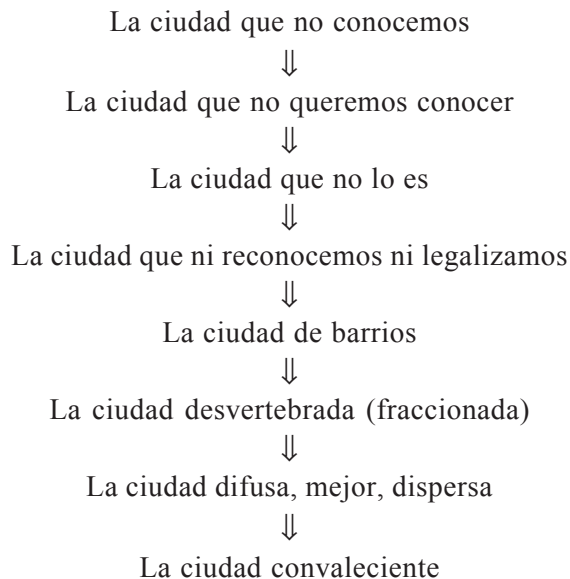 La ciudad que no conocemos
⇓
La ciudad que no queremos conocer
⇓
La ciudad que no lo es
⇓
La ciudad que ni reconocemos ni legalizamos
⇓
La ciudad de barrios
⇓
La ciudad desvertebrada (fraccionada)
⇓
La ciudad difusa, mejor, dispersa
⇓
La ciudad convaleciente